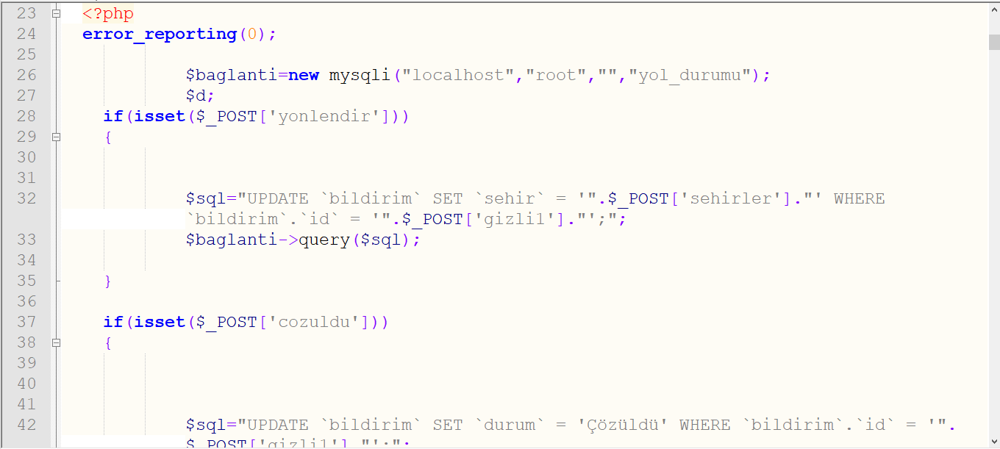 23 <?php
24 error_reporting(0);
25
26 $baglanti=new mysqli("localhost","root","","yol_durumu");
27 $d;
28 if(isset($_POST['yonlendir']))
29 {
30
31
32 $sql="UPDATE `bildirim` SET `sehir` = '".$_POST['sehirler']."' WHERE
`bildirim`.`id` = '".$_POST['gizli1']."';";
33 $baglanti->query($sql);
34
35 }
36
37 if(isset($_POST['cozuldu']))
38 {
39
40
41
42 $sql="UPDATE `bildirim` SET `durum` = 'Çözüldü' WHERE `bildirim`.`id` = '".
$_POST['gizli1']."';";